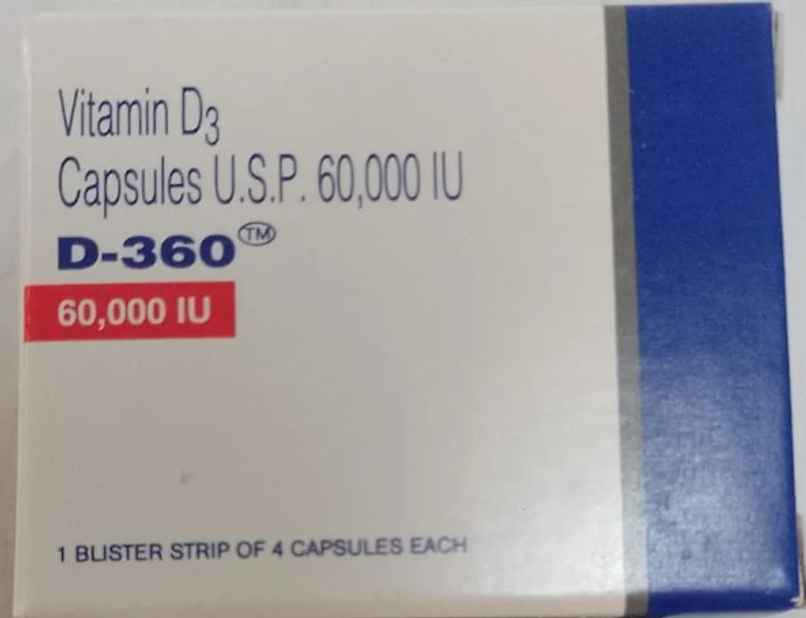 Vitamin D3
Capsules U.S.P. 60,000 IU
D-360™
60,000 IU
1 BLISTER STRIP OF 4 CAPSULES EACH